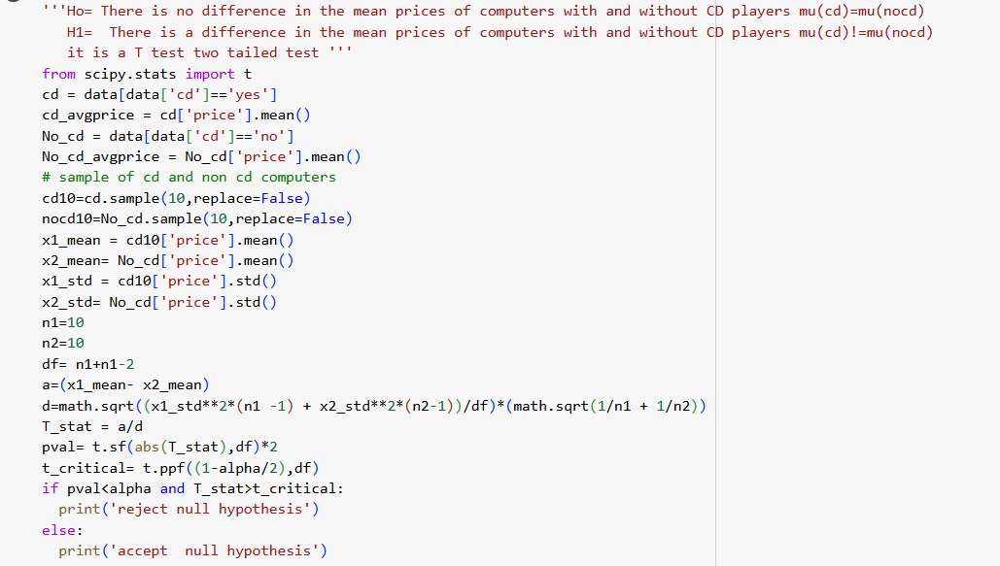 '''Ho= There is no difference in the mean prices of computers with and without CD players mu(cd)=mu(nocd)
   H1=  There is a difference in the mean prices of computers with and without CD players mu(cd)!=mu(nocd)
   it is a T test two tailed test '''
from scipy.stats import t
cd = data[data['cd']=='yes']
cd_avgprice = cd['price'].mean()
No_cd = data[data['cd']=='no']
No_cd_avgprice = No_cd['price'].mean()
# sample of cd and non cd computers
cd10=cd.sample(10,replace=False)
nocd10=No_cd.sample(10,replace=False)
x1_mean = cd10['price'].mean()
x2_mean= No_cd['price'].mean()
x1_std = cd10['price'].std()
x2_std= No_cd['price'].std()
n1=10
n2=10
df= n1+n1-2
a=(x1_mean- x2_mean)
d=math.sqrt((x1_std**2*(n1 -1) + x2_std**2*(n2-1))/df)*(math.sqrt(1/n1 + 1/n2))
T_stat = a/d
pval= t.sf(abs(T_stat),df)*2
t_critical= t.ppf((1-alpha/2),df)
if pval<alpha and T_stat>t_critical:
  print('reject null hypothesis')
else:
  print('accept  null hypothesis')